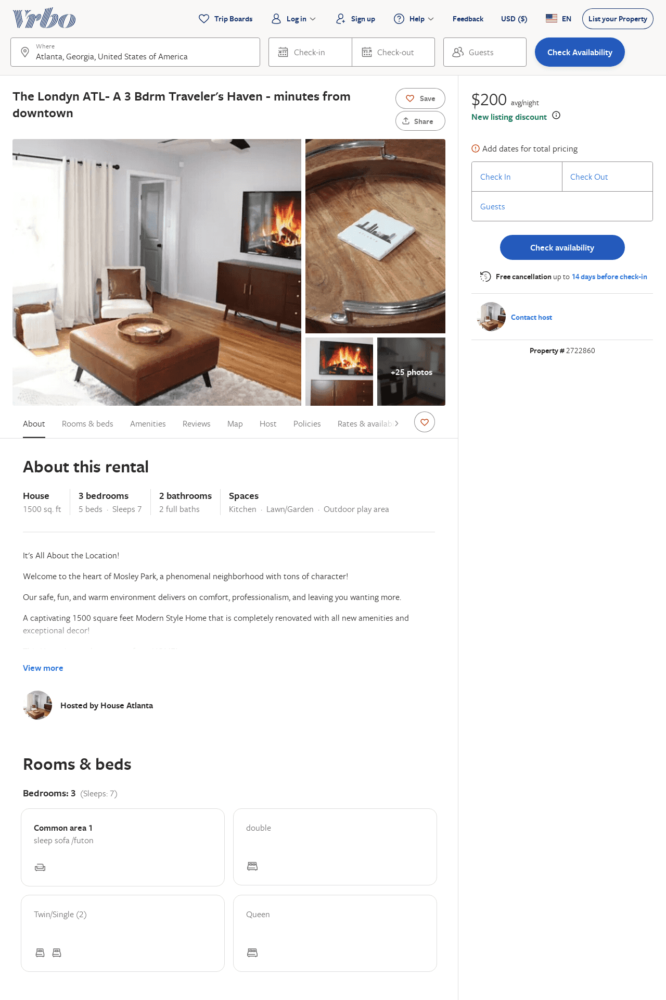 Vrbo
Trip Boards
Log in
Sign up
Help
Feedback
USD ($)
EN
List your Property
Where
Atlanta, Georgia, United States of America
Check-in
Check-out
Guests
Check Availability
The Londyn ATL- A 3 Bdrm Traveler's Haven - minutes from
downtown
Save
Share
$200 avg/night
New listing discount
Add dates for total pricing
Check In
Check Out
Guests
Check availability
Free cancellation up to 14 days before check-in
Contact host
Property # 2722860
ATLANTA
+25 photos
About
Rooms & beds
Amenities
Reviews
Map
Host
Policies
Rates & availab
About this rental
House
1500 sq. ft
3 bedrooms
5 beds · Sleeps 7
2 bathrooms
2 full baths
Spaces
Kitchen · Lawn/Garden · Outdoor play area
It's All About the Location!
Welcome to the heart of Mosley Park, a phenomenal neighborhood with tons of character!
Our safe, fun, and warm environment delivers on comfort, professionalism, and leaving you wanting more.
A captivating 1500 square feet Modern Style Home that is completely renovated with all new amenities and
exceptional decor!
View more
Hosted by House Atlanta
Rooms & beds
Bedrooms: 3 (Sleeps: 7)
Common area 1
sleep sofa /futon
double
Twin/Single (2)
Queen